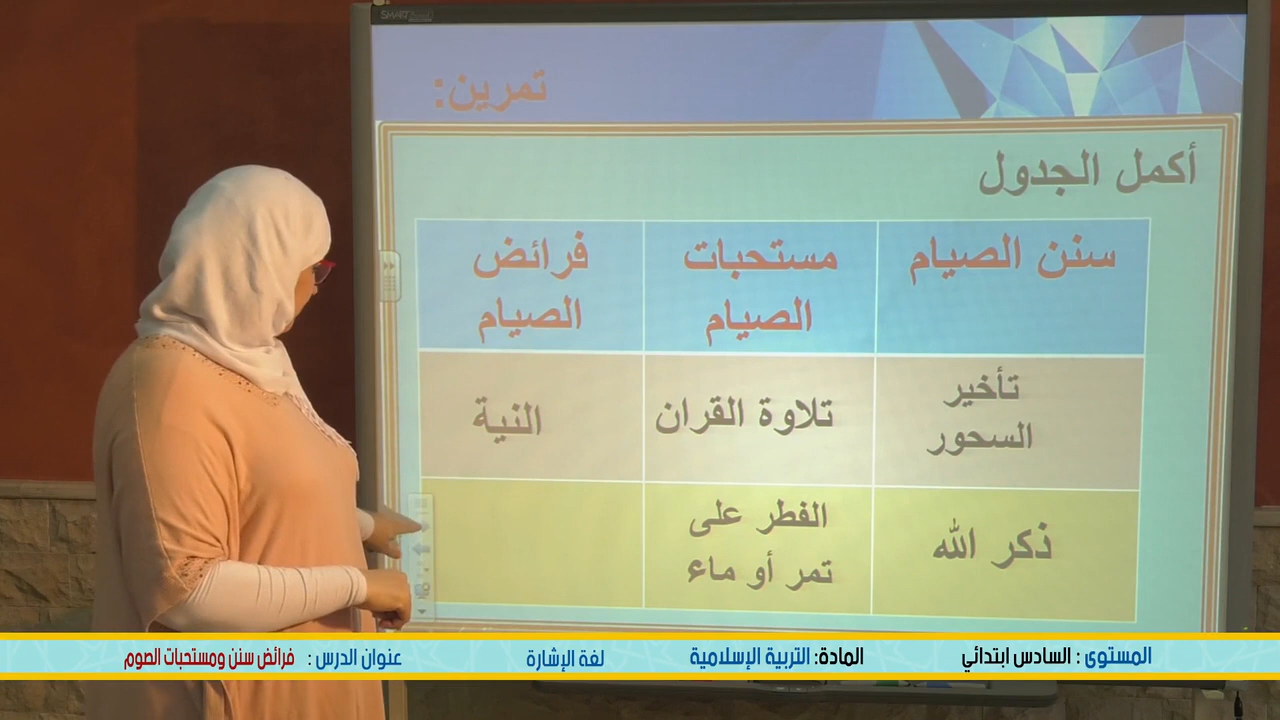 SMART
تمرين:
أكمل الجدول
سنن الصيام
مستحبات
الصيام
فرائض
الصيام
تأخير
السحور
تلاوة القران
النية
ذكر الله
الفطر على
تمر أو ماء
المستوى : السادس ابتدائي
المادة: التربية الإسلامية
لغة الإشارة
عنوان الدرس : فرائض سنن ومستحبات الصوم